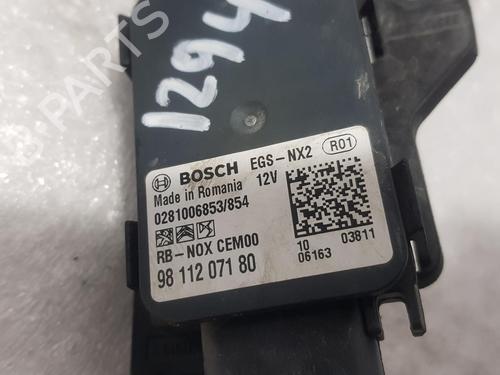 1294
BOSCH EGS-NX2 R01
Made in Romania 12V
0281006853/854
RB-NOX CEM00
98 112 071 80
10 03811
06163